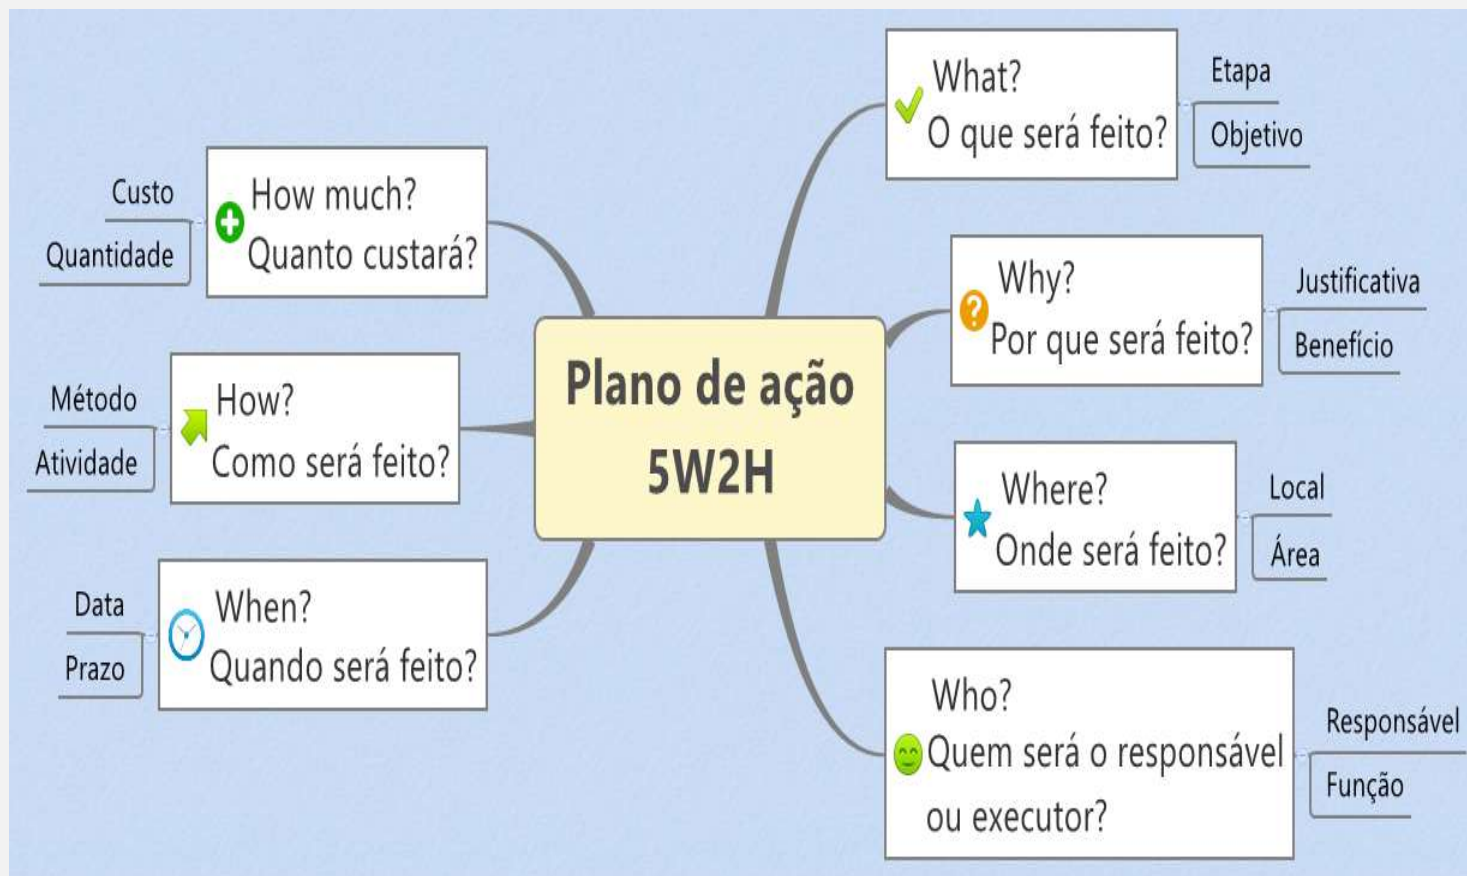 What?
O que será feito?
Etapa
Objetivo
How much?
Quanto custará?
Custo
Quantidade
Why?
Por que será feito?
Justificativa
Benefício
Plano de ação
5W2H
How?
Como será feito?
Método
Atividade
Where?
Onde será feito?
Local
Área
When?
Quando será feito?
Data
Prazo
Who?
Quem será o responsável
ou executor?
Responsável
Função